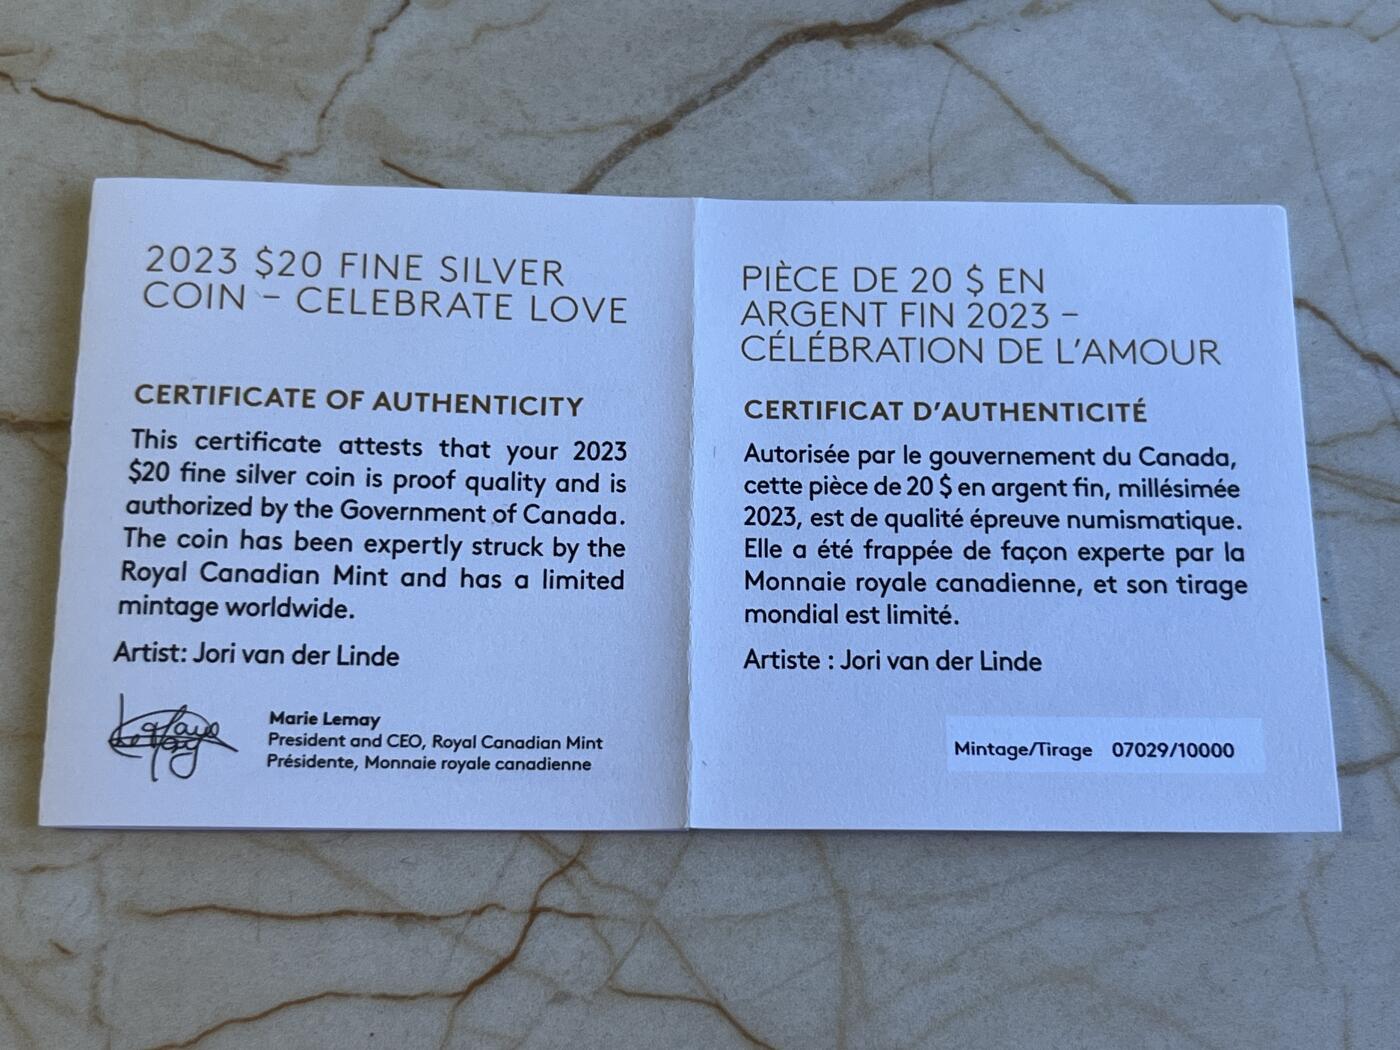 2023 $20 FINE SILVER
COIN – CELEBRATE LOVE
CERTIFICATE OF AUTHENTICITY
This certificate attests that your 2023
$20 fine silver coin is proof quality and is
authorized by the Government of Canada.
The coin has been expertly struck by the
Royal Canadian Mint and has a limited
mintage worldwide.
Artist: Jori van der Linde
Marie Lemay
President and CEO, Royal Canadian Mint
Présidente, Monnaie royale canadienne
PIÈCE DE 20 $ EN
ARGENT FIN 2023 –
CÉLÉBRATION DE L'AMOUR
CERTIFICAT D'AUTHENTICITÉ
Autorisée par le gouvernement du Canada,
cette pièce de 20 $ en argent fin, millésimée
2023, est de qualité épreuve numismatique.
Elle a été frappée de façon experte par la
Monnaie royale canadienne, et son tirage
mondial est limité.
Artiste : Jori van der Linde
Mintage/Tirage 07029/10000